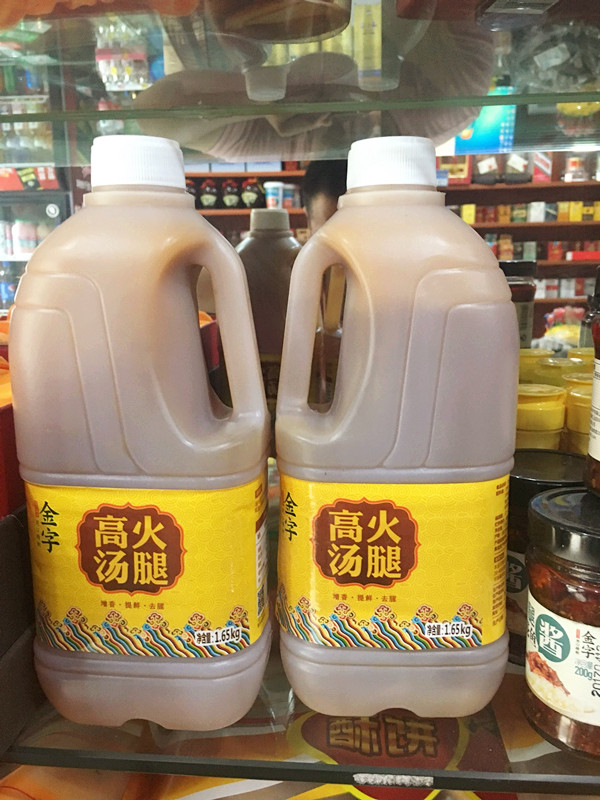 金字
火腿
高汤
增香·提鲜·去腥
净含量:1.65kg
金字
火腿
高汤
增香·提鲜·去腥
净含量:1.65kg
酱
金字
200g
酥饼